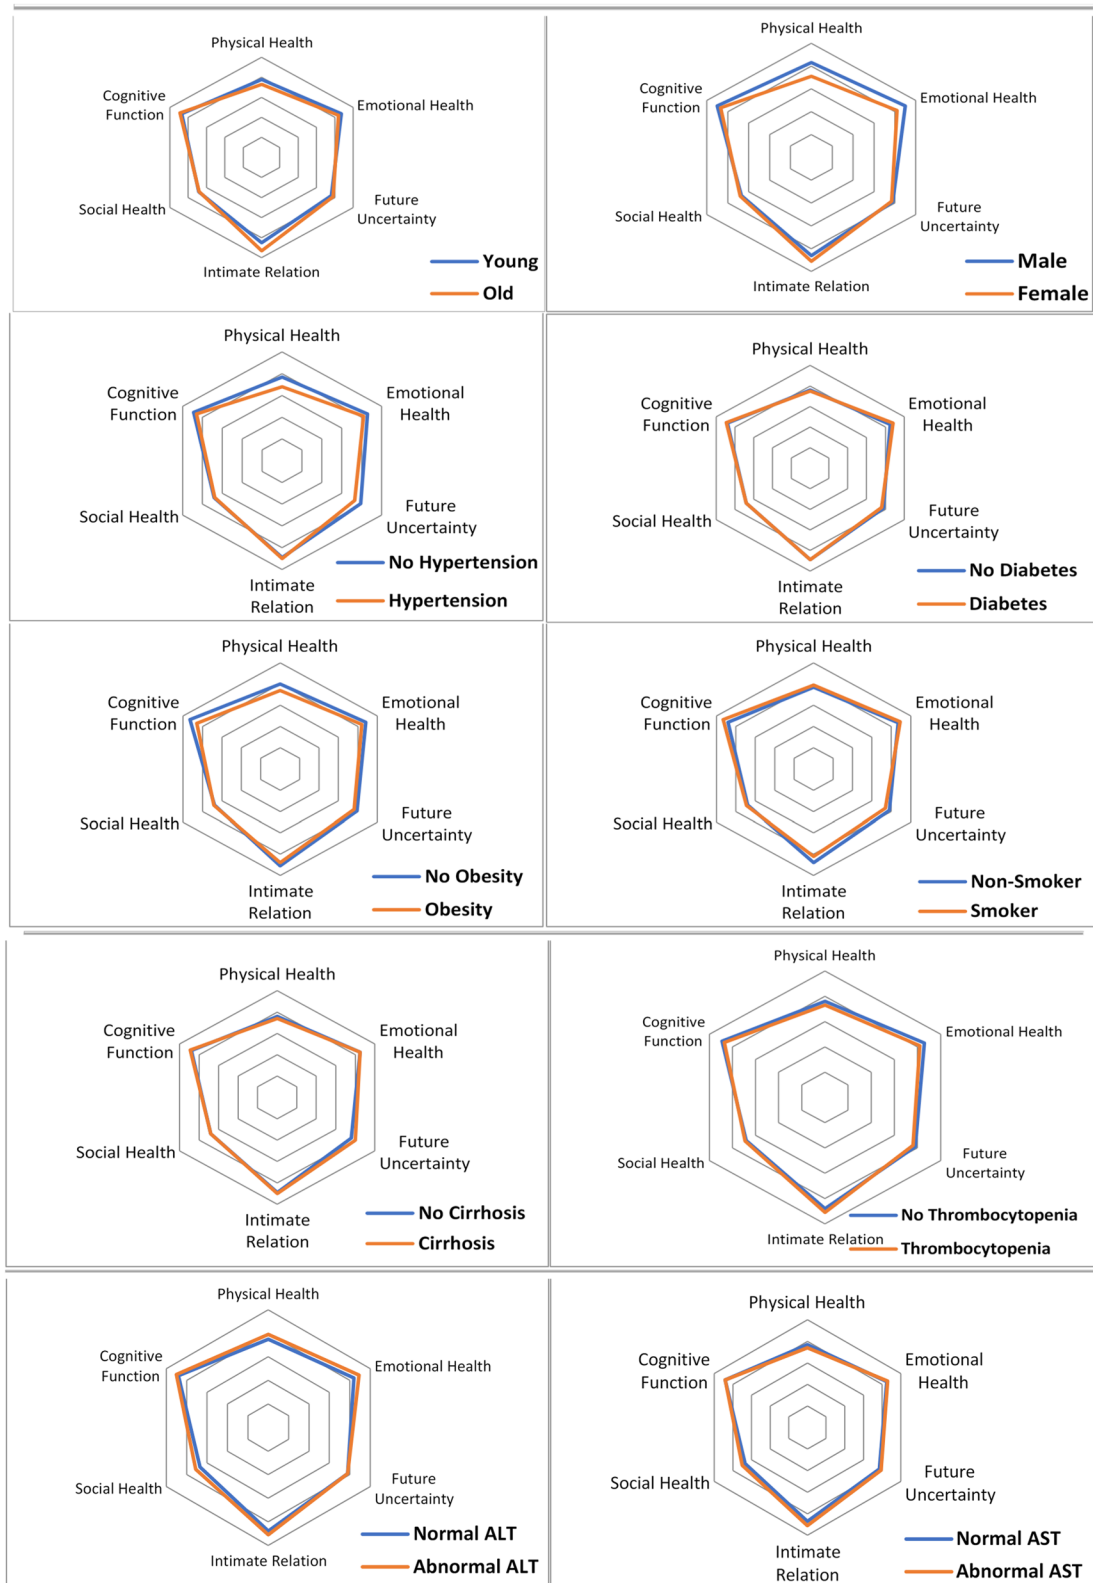 Physical Health
Cognitive
Function
Emotional Health
Social Health
Future
Uncertainty
Intimate Relation
Young
Old
Physical Health
Cognitive
Function
Emotional Health
Social Health
Future
Uncertainty
Intimate Relation
Male
Female
Physical Health
Cognitive
Function
Emotional
Health
Social Health
Future
Uncertainty
Intimate
Relation
No Hypertension
Hypertension
Physical Health
Cognitive
Function
Emotional
Health
Social Health
Future
Uncertainty
Intimate
Relation
No Diabetes
Diabetes
Physical Health
Cognitive
Function
Emotional
Health
Social Health
Future
Uncertainty
Intimate
Relation
No Obesity
Obesity
Physical Health
Cognitive
Function
Emotional
Health
Social Health
Future
Uncertainty
Intimate
Relation
Non-Smoker
Smoker
Physical Health
Cognitive
Function
Emotional
Health
Social Health
Future
Uncertainty
Intimate
Relation
No Cirrhosis
Cirrhosis
Physical Health
Cognitive
Function
Emotional Health
Social Health
Future
Uncertainty
Intimate Relation
No Thrombocytopenia
Thrombocytopenia
Physical Health
Cognitive
Function
Emotional Health
Social Health
Future
Uncertainty
Intimate Relation
Normal ALT
Abnormal ALT
Physical Health
Cognitive
Function
Emotional
Health
Social Health
Future
Uncertainty
Intimate
Relation
Normal AST
Abnormal AST